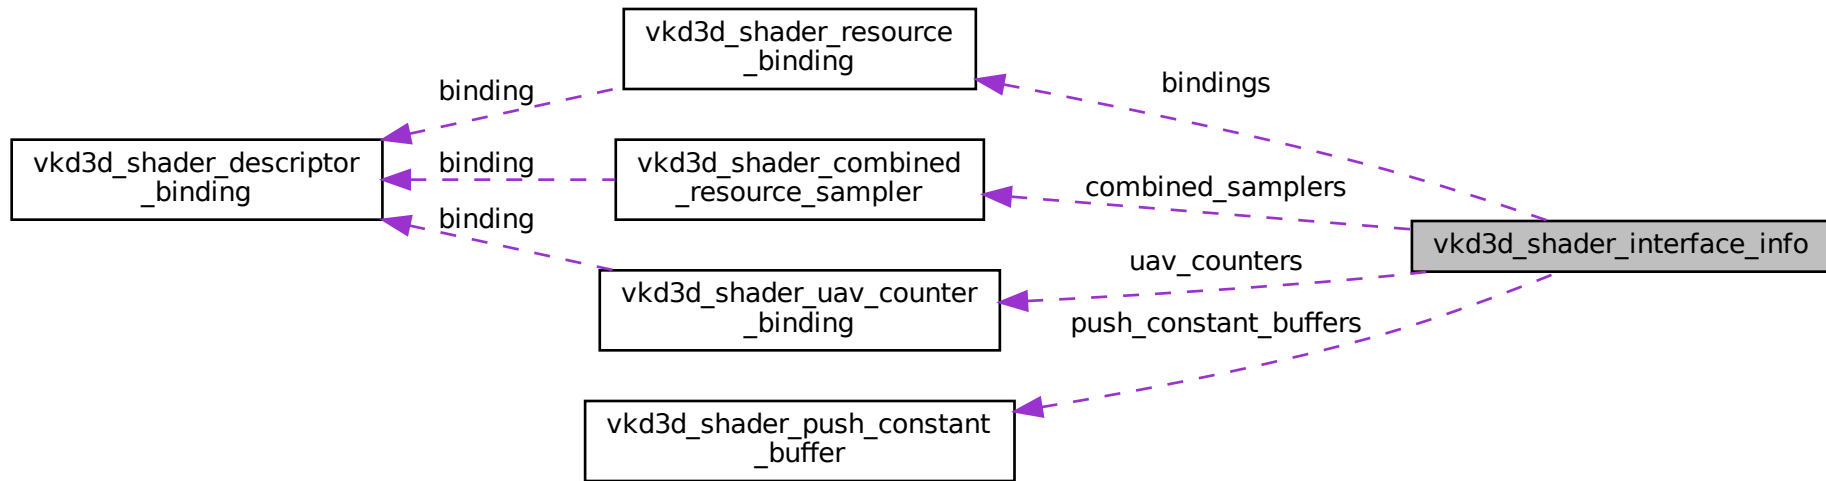 vkd3d_shader_resource
_binding
bindings
binding
vkd3d_shader_descriptor
_binding
binding
vkd3d_shader_combined
_resource_sampler
combined_samplers
binding
vkd3d_shader_interface_info
uav_counters
vkd3d_shader_uav_counter
_binding
push_constant_buffers
vkd3d_shader_push_constant
_buffer